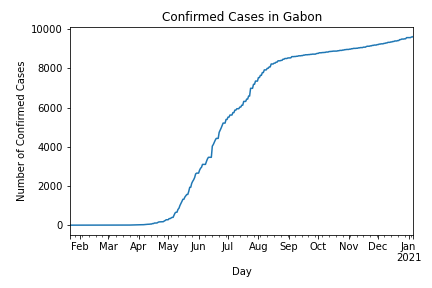 Confirmed Cases in Gabon
10000
8000
6000
4000
2000
0
Number of Confirmed Cases
Feb Mar Apr May Jun Jul Aug Sep Oct Nov Dec Jan
2021
Day